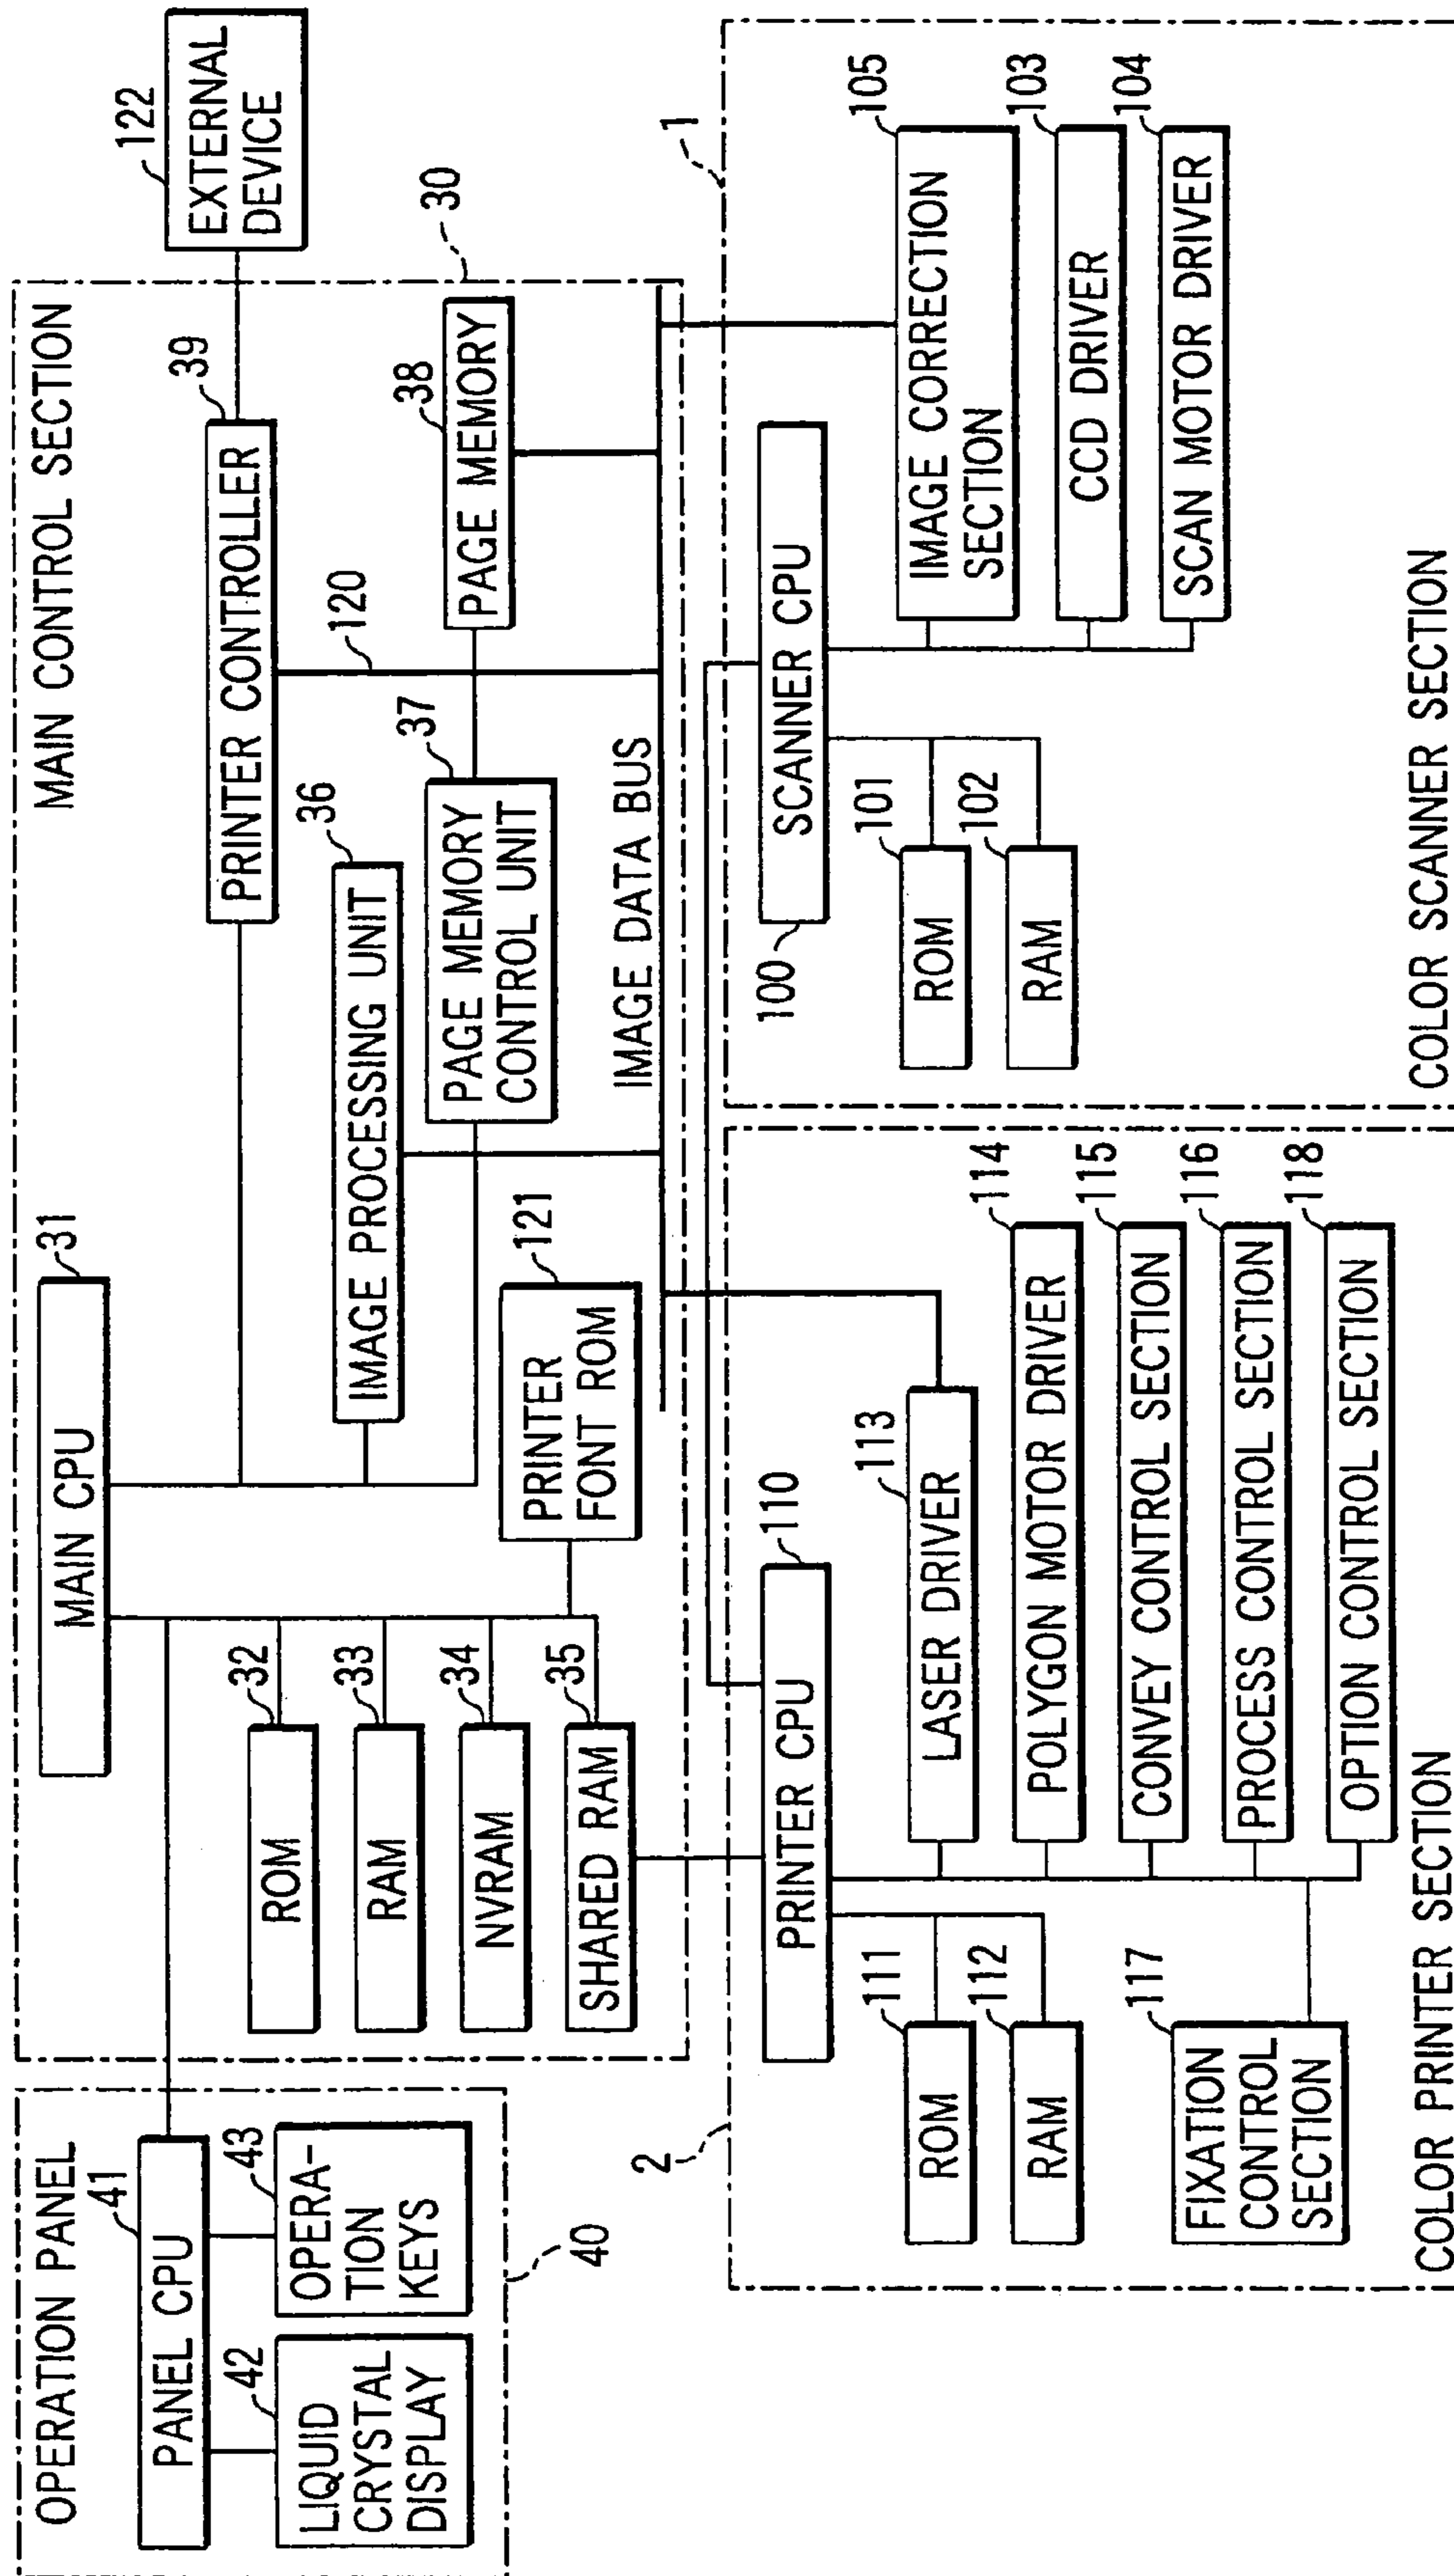 OPERATION PANEL
PANEL CPU
41
42
43
LIQUID
CRYSTAL
DISPLAY
OPERA-
TION
KEYS
40
MAIN CONTROL SECTION
30
MAIN CPU
31
ROM
32
RAM
33
NVRAM
34
SHARED RAM
35
PRINTER
FONT ROM
121
IMAGE PROCESSING UNIT
36
PAGE MEMORY
CONTROL UNIT
37
PAGE MEMORY
38
PRINTER CONTROLLER
39
120
IMAGE DATA BUS
EXTERNAL
DEVICE
122
2
PRINTER CPU
110
ROM
111
RAM
112
FIXATION
CONTROL
SECTION
117
LASER DRIVER
113
POLYGON MOTOR DRIVER
114
CONVEY CONTROL SECTION
115
PROCESS CONTROL SECTION
116
OPTION CONTROL SECTION
118
COLOR PRINTER SECTION
1
SCANNER CPU
100
ROM
101
RAM
102
IMAGE CORRECTION
SECTION
105
CCD DRIVER
103
SCAN MOTOR DRIVER
104
COLOR SCANNER SECTION